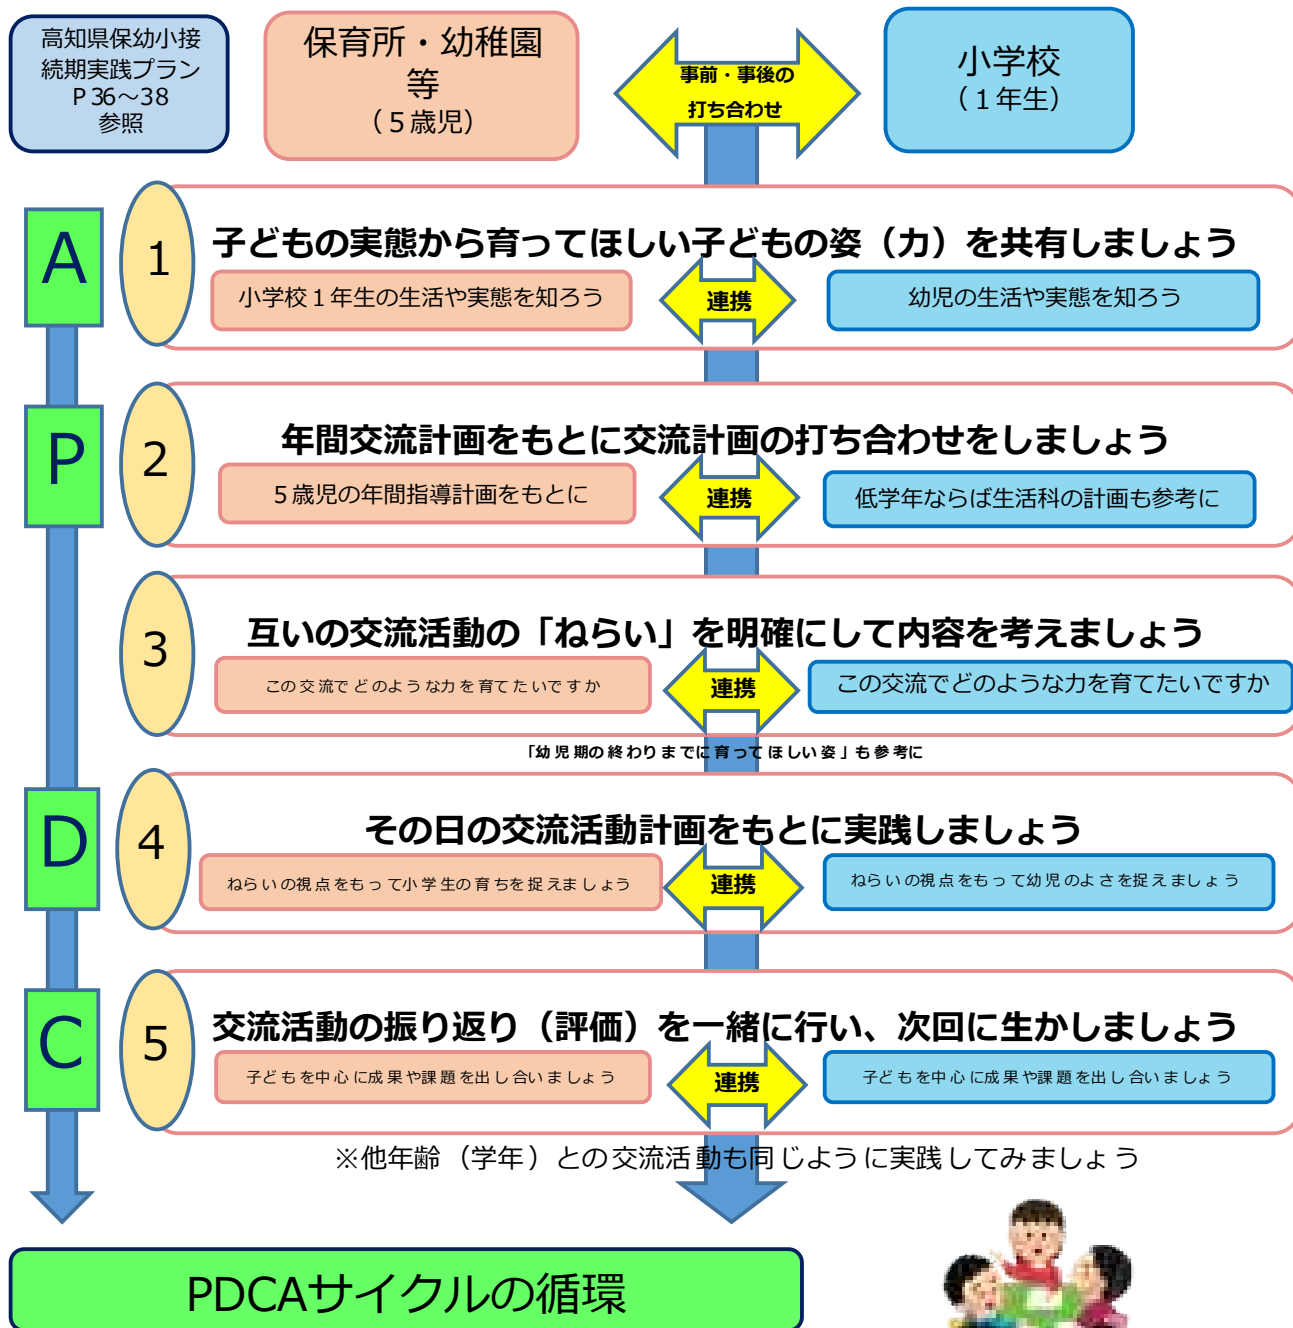 高知県保幼小接
続期実践プラン
P 36～38
参照
保育所・幼稚園
等
（５歳児）
事前・事後の
打ち合わせ
小学校
（１年生）
A
1
子どもの実態から育ってほしい子どもの姿（力）を共有しましょう
小学校１年生の生活や実態を知ろう
連携
幼児の生活や実態を知ろう
P
2
年間交流計画をもとに交流計画の打ち合わせをしましょう
５歳児の年間指導計画をもとに
連携
低学年ならば生活科の計画も参考に
3
互いの交流活動の「ねらい」を明確にして内容を考えましょう
この交流でどのような力を育てたいですか
連携
この交流でどのような力を育てたいですか
「幼児期の終わりまでに育ってほしい姿」も参考に
D
4
その日の交流活動計画をもとに実践しましょう
ねらいの視点をもって小学生の育ちを捉えましょう
連携
ねらいの視点をもって幼児のよさを捉えましょう
C
5
交流活動の振り返り（評価）を一緒に行い、次回に生かしましょう
子どもを中心に成果や課題を出し合いましょう
連携
子どもを中心に成果や課題を出し合いましょう
※他年齢（学年）との交流活動も同じように実践してみましょう
PDCAサイクルの循環